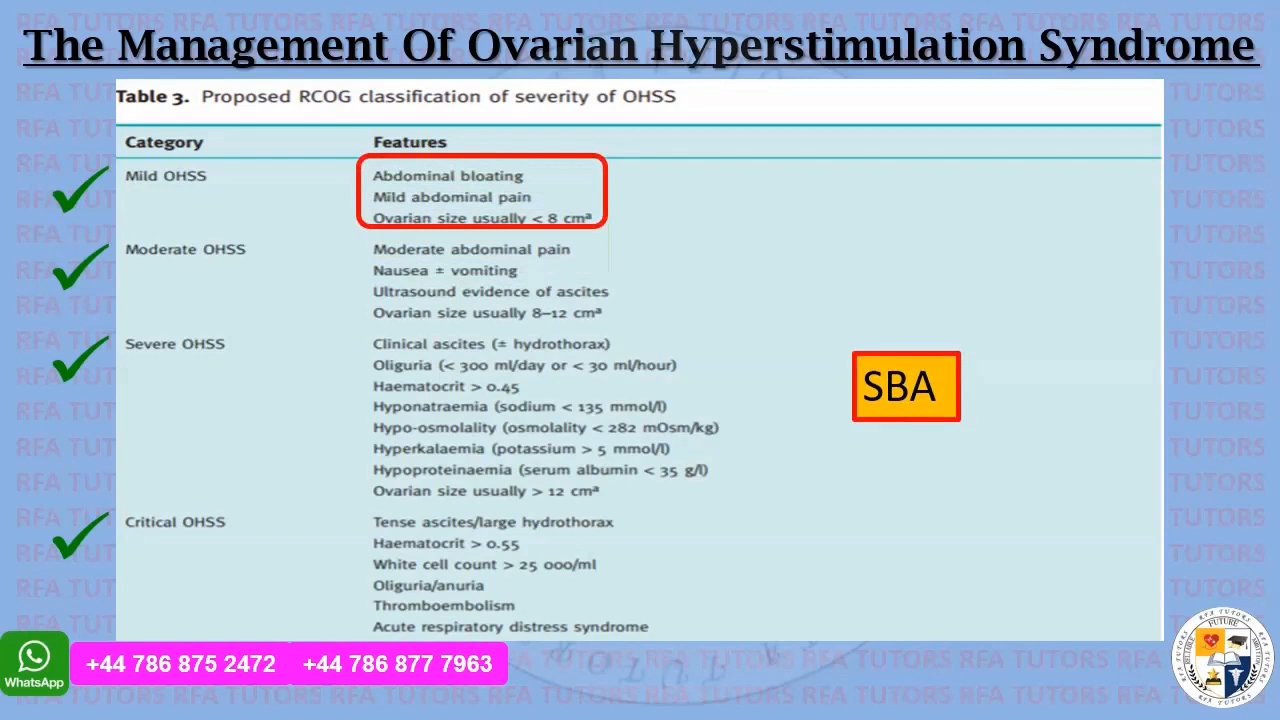 The Management Of Ovarian Hyperstimulation Syndrome
Table 3. Proposed RCOG classification of severity of OHSS
Category Features
Mild OHSS Abdominal bloating
Mild abdominal pain
Ovarian size usually < 8 cmª
Moderate OHSS Moderate abdominal pain
Nausea ± vomiting
Ultrasound evidence of ascites
Ovarian size usually 8–12 cmª
Severe OHSS Clinical ascites (± hydrothorax)
Oliguria (< 300 ml/day or < 30 ml/hour)
Haematocrit > 0.45
Hyponatraemia (sodium < 135 mmol/l)
Hypo-osmolality (osmolality < 282 mOsm/kg)
Hyperkalaemia (potassium > 5 mmol/l)
Hypoproteinaemia (serum albumin < 35 g/l)
Ovarian size usually > 12 cmª
SBA
Critical OHSS Tense ascites/large hydrothorax
Haematocrit > 0.55
White cell count > 25 000/ml
Oliguria/anuria
Thromboembolism
Acute respiratory distress syndrome
WhatsApp
+44 786 875 2472 +44 786 877 7963
RFA TUTORS
FUTURE